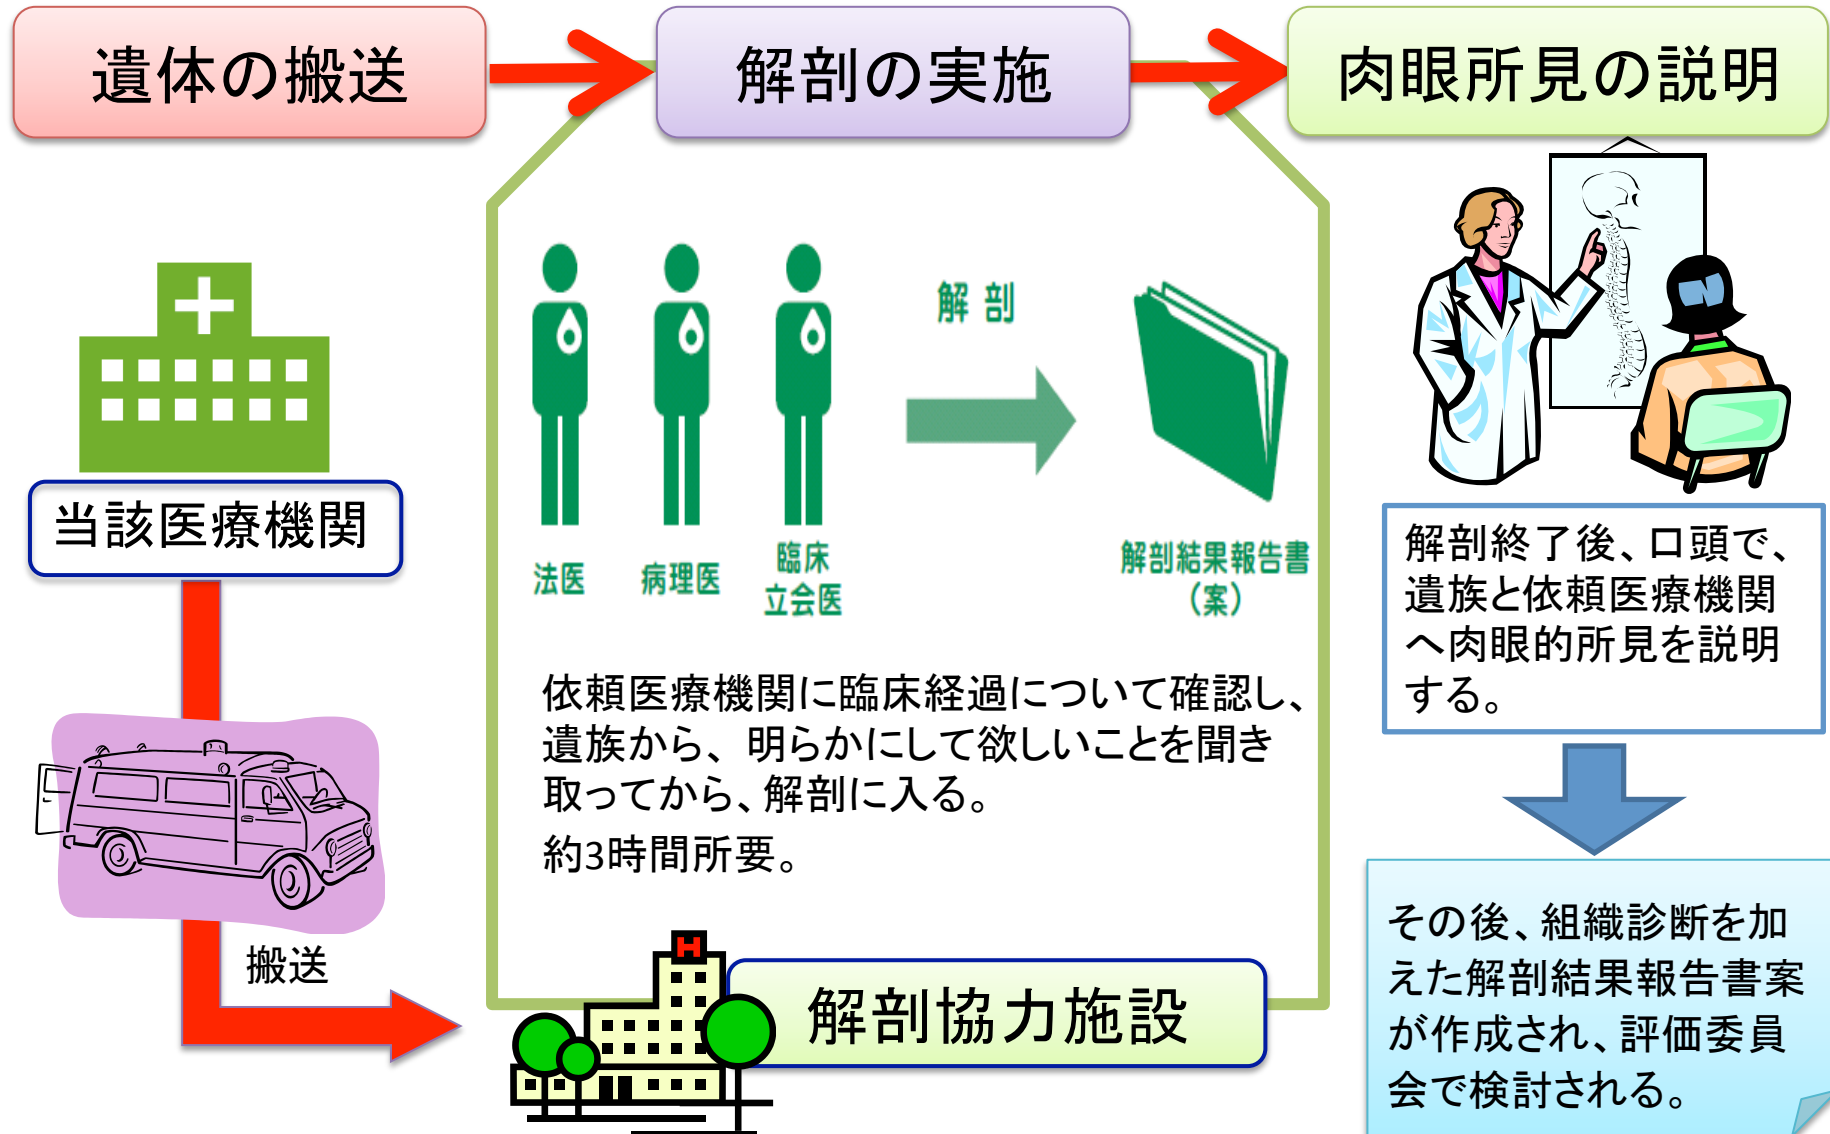 遺体の搬送
解剖の実施
肉眼所見の説明
当該医療機関
搬送
法医
病理医
臨床
立会医
解剖
解剖結果報告書
（案）
依頼医療機関に臨床経過について確認し、
遺族から、明らかにして欲しいことを聞き
取ってから、解剖に入る。
約3時間所要。
H
解剖協力施設
解剖終了後、口頭で、
遺族と依頼医療機関
へ肉眼的所見を説明
する。
その後、組織診断を加
えた解剖結果報告書案
が作成され、評価委員
会で検討される。